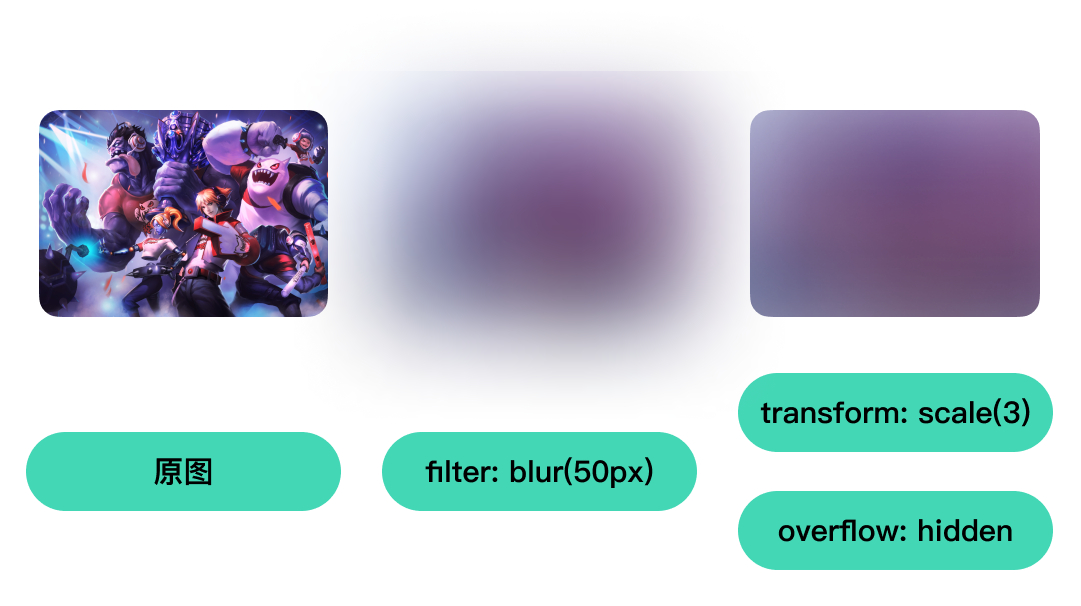 原图
filter: blur(50px)
transform: scale(3)
overflow: hidden